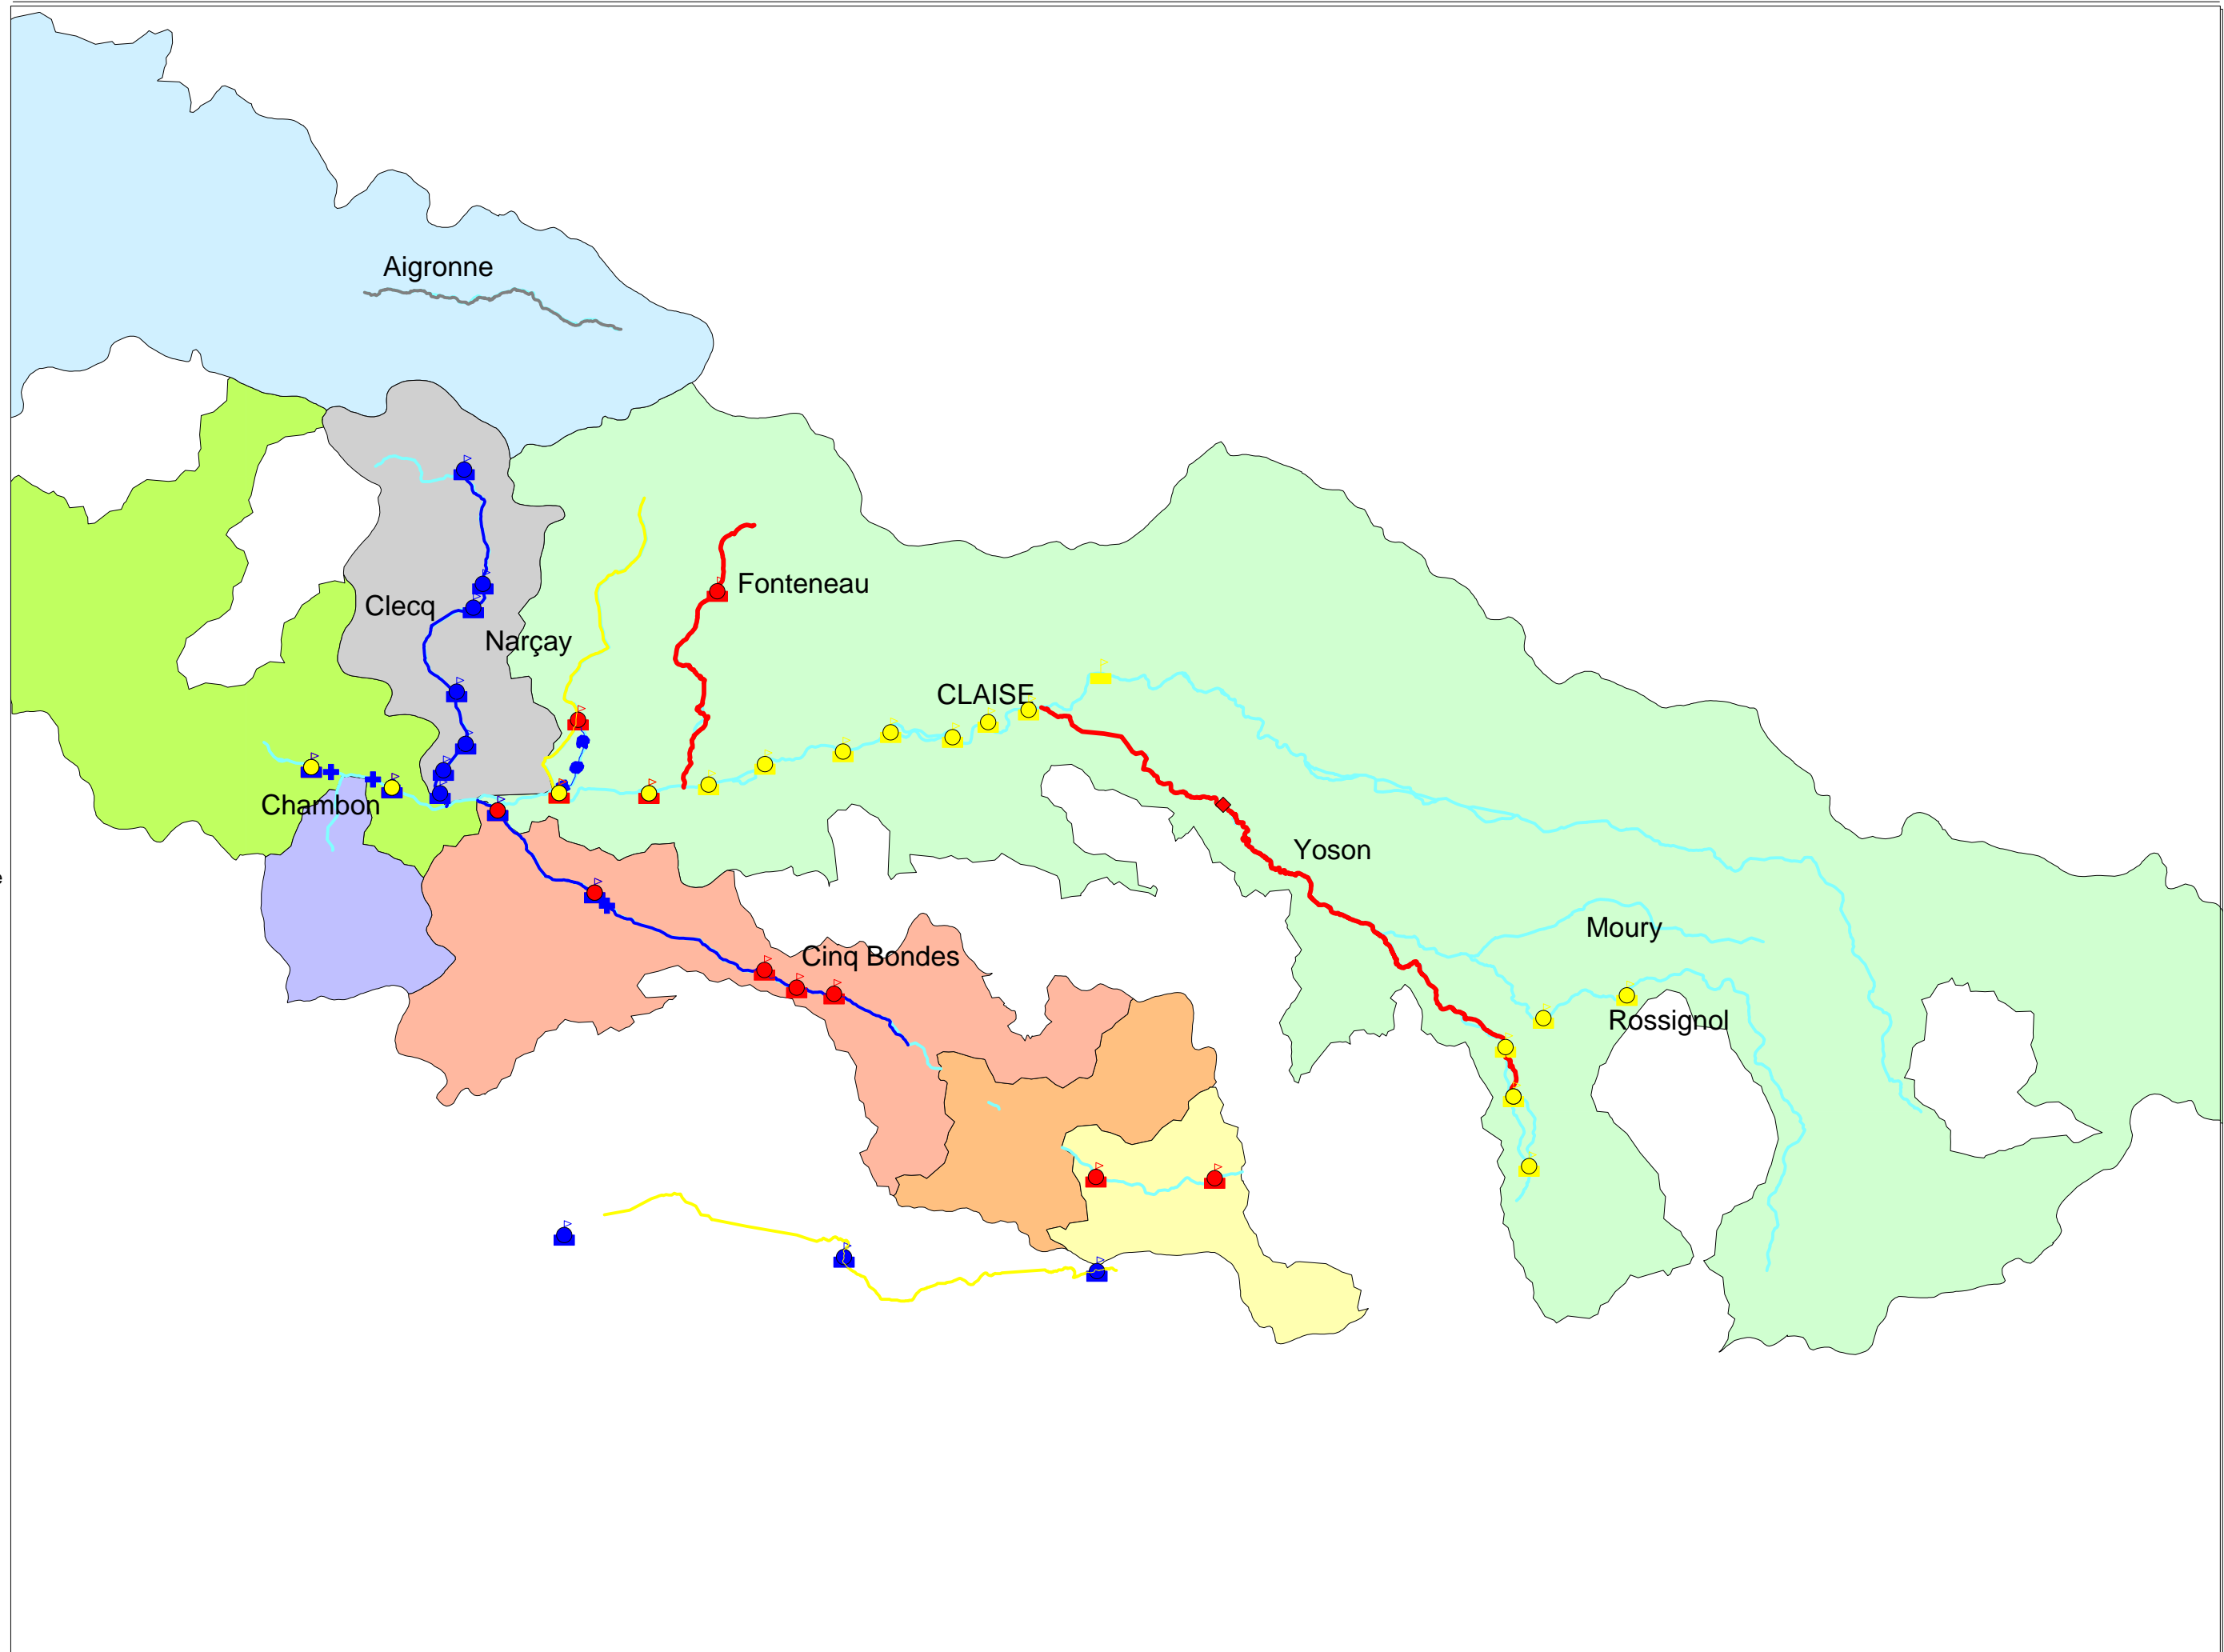 Aigronne
Fonteneau
Clecq
Narçay
CLAISE
Chambon
Yoson
e
Moury
Cinq Bondes
Rossignol